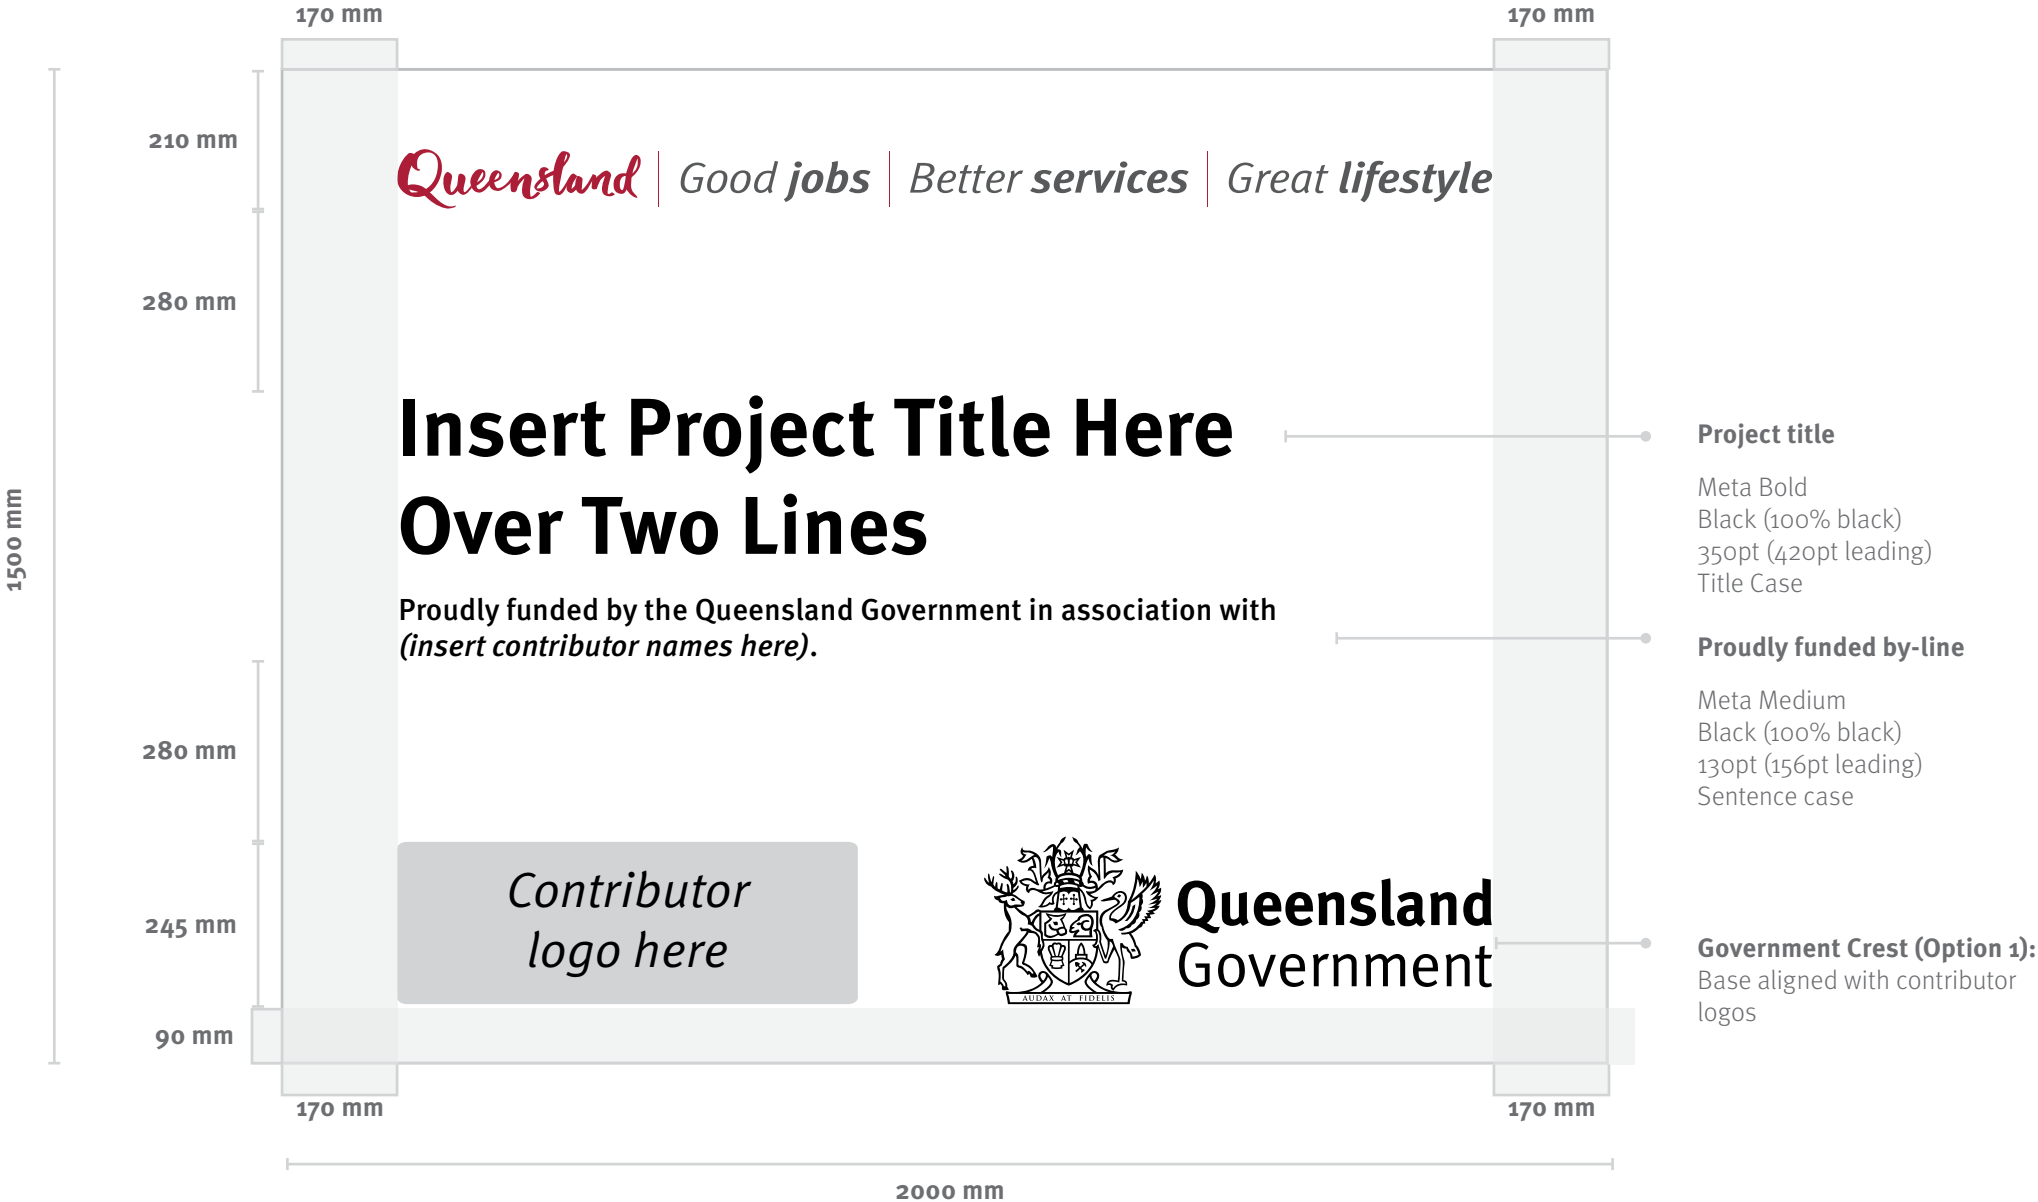 170 mm
170 mm
210 mm
Queensland Good jobs Better services Great lifestyle
280 mm
Insert Project Title Here
Over Two Lines
Proudly funded by the Queensland Government in association with
(insert contributor names here).
1500 mm
Project title
Meta Bold
Black (100% black)
350pt (420pt leading)
Title Case
Proudly funded by-line
Meta Medium
Black (100% black)
130pt (156pt leading)
Sentence case
280 mm
245 mm
Contributor
logo here
AUDAX AT FIDELIS
Queensland
Government
Government Crest (Option 1):
Base aligned with contributor
logos
90 mm
170 mm
170 mm
2000 mm